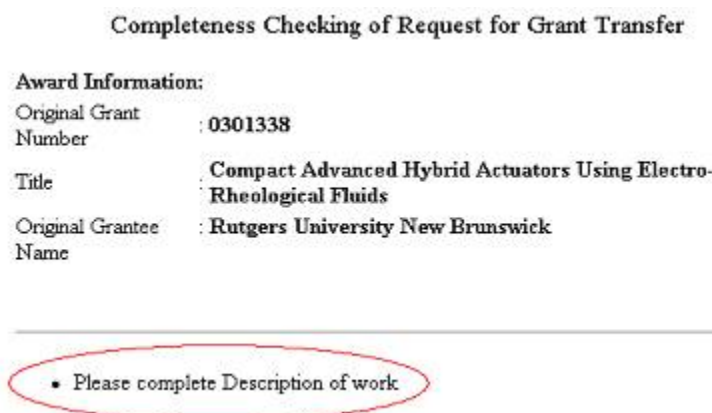 Completeness Checking of Request for Grant Transfer
Award Information:
Original Grant
Number : 0301338
Title : Compact Advanced Hybrid Actuators Using Electro-
Rheological Fluids
Original Grantee : Rutgers University New Brunswick
Name
• Please complete Description of work